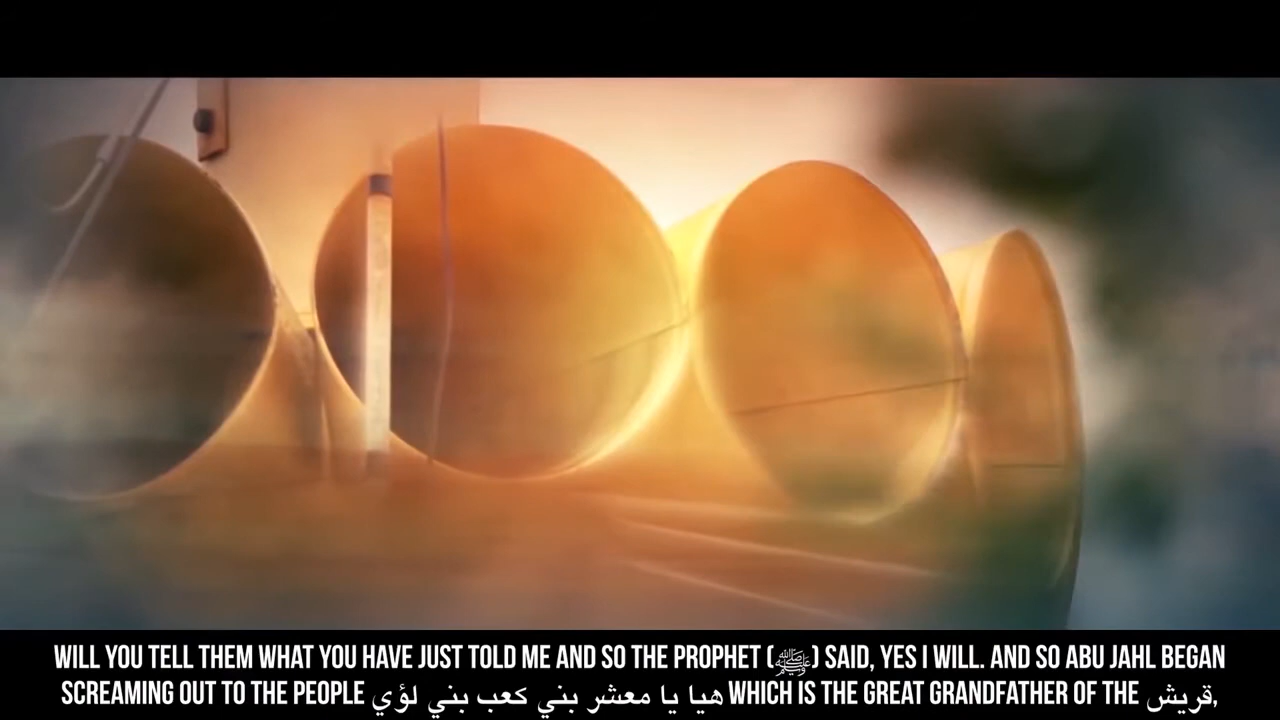 WILL YOU TELL THEM WHAT YOU HAVE JUST TOLD ME AND SO THE PROPHET (ﷺ) SAID, YES I WILL. AND SO ABU JAHL BEGAN
SCREAMING OUT TO THE PEOPLE هيا يا معشر بني كعب بني لؤي WHICH IS THE GREAT GRANDFATHER OF THE قريش,